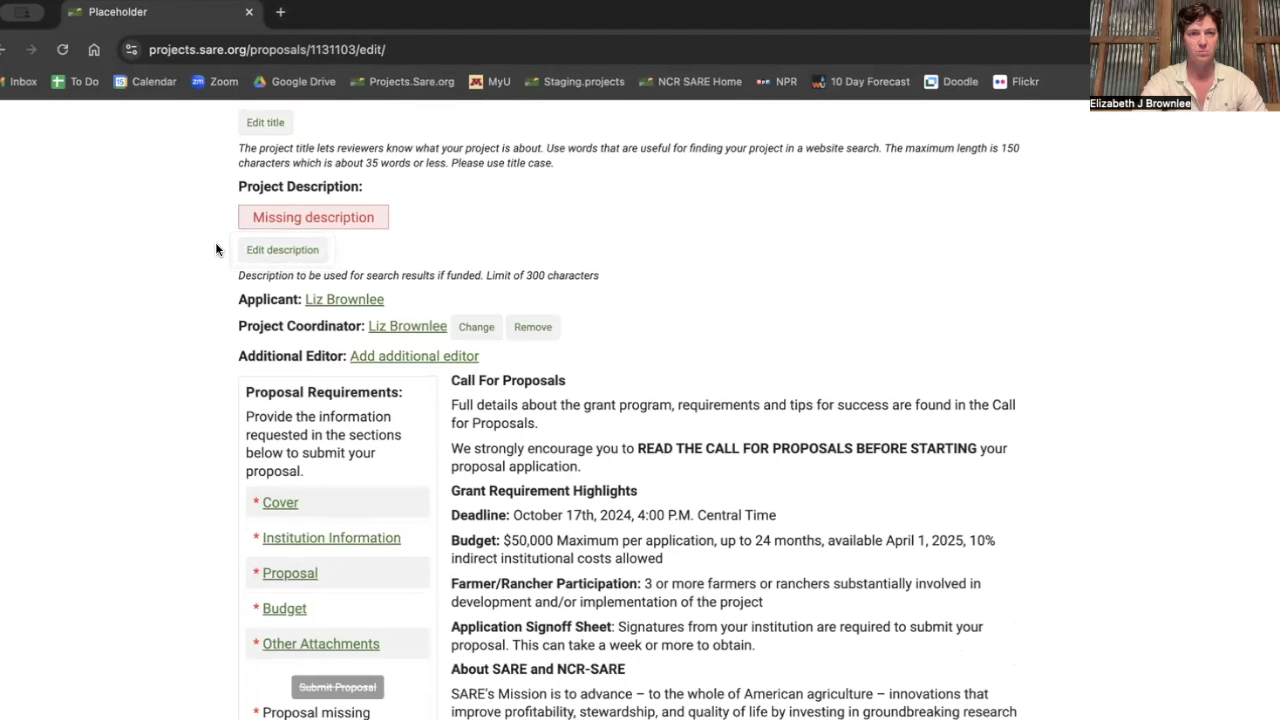 Placeholder
projects.sare.org/proposals/1131103/edit/
Inbox
To Do
Calendar
Zoom
Google Drive
Projects.Sare.org
MyU
Staging.projects
NCR SARE Home
NPR
10 Day Forecast
Doodle
Flickr
Elizabeth J Brownlee
Edit title
The project title lets reviewers know what your project is about. Use words that are useful for finding your project in a website search. The maximum length is 150
characters which is about 35 words or less. Please use title case.
Project Description:
Missing description
Edit description
Description to be used for search results if funded. Limit of 300 characters
Applicant: Liz Brownlee
Project Coordinator: Liz Brownlee Change Remove
Additional Editor: Add additional editor
Proposal Requirements:
Provide the information
requested in the sections
below to submit your
proposal.
* Cover
* Institution Information
* Proposal
* Budget
* Other Attachments
Submit Proposal
* Proposal missing
Call For Proposals
Full details about the grant program, requirements and tips for success are found in the Call
for Proposals.
We strongly encourage you to READ THE CALL FOR PROPOSALS BEFORE STARTING your
proposal application.
Grant Requirement Highlights
Deadline: October 17th, 2024, 4:00 P.M. Central Time
Budget: $50,000 Maximum per application, up to 24 months, available April 1, 2025, 10%
indirect institutional costs allowed
Farmer/Rancher Participation: 3 or more farmers or ranchers substantially involved in
development and/or implementation of the project
Application Signoff Sheet: Signatures from your institution are required to submit your
proposal. This can take a week or more to obtain.
About SARE and NCR-SARE
SARE's Mission is to advance – to the whole of American agriculture – innovations that
improve profitability, stewardship, and quality of life by investing in groundbreaking research